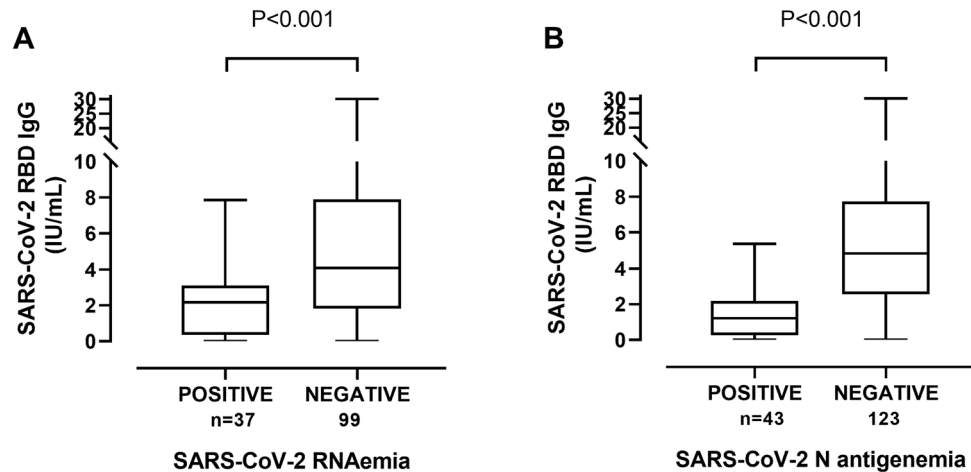 A
P<0.001
SARS-CoV-2 RBD IgG
(IU/mL)
30
25
20
10
8
6
4
2
0
POSITIVE NEGATIVE
n=37 99
SARS-CoV-2 RNAemia
B
P<0.001
SARS-CoV-2 RBD IgG
(IU/mL)
30
25
20
10
8
6
4
2
0
POSITIVE NEGATIVE
n=43 123
SARS-CoV-2 N antigenemia